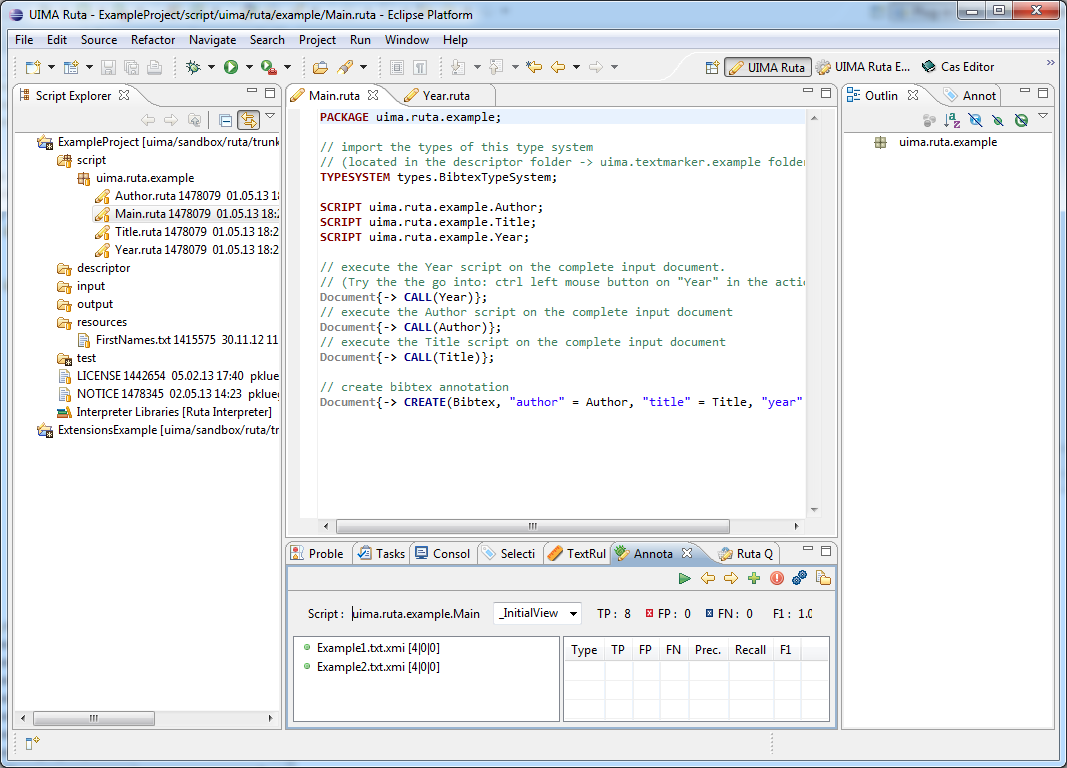 UIMA Ruta - ExampleProject/script/uima/ruta/example/Main.ruta - Eclipse Platform
File Edit Source Refactor Navigate Search Project Run Window Help
UIMA Ruta UIMA Ruta E... Cas Editor »
Script Explorer
ExampleProject [uima/sandbox/ruta/trunk
script
uima.ruta.example
Author.ruta 1478079 01.05.13 18
Main.ruta 1478079 01.05.13 18:2
Title.ruta 1478079 01.05.13 18:2
Year.ruta 1478079 01.05.13 18:2
descriptor
input
output
resources
FirstNames.txt 1415575 30.11.12 11
test
LICENSE 1442654 05.02.13 17:40 pklue
NOTICE 1478345 02.05.13 14:23 pklueg
Interpreter Libraries [Ruta Interpreter]
ExtensionsExample [uima/sandbox/ruta/tr
Main.ruta Year.ruta
PACKAGE uima.ruta.example;
// import the types of this type system
// (located in the descriptor folder -> uima.textmarker.example folder
TYPESYSTEM types.BibtexTypeSystem;
SCRIPT uima.ruta.example.Author;
SCRIPT uima.ruta.example.Title;
SCRIPT uima.ruta.example.Year;
// execute the Year script on the complete input document.
// (Try the the go into: ctrl left mouse button on "Year" in the actio
Document{-> CALL(Year)};
// execute the Author script on the complete input document
Document{-> CALL(Author)};
// execute the Title script on the complete input document
Document{-> CALL(Title)};
// create bibtex annotation
Document{-> CREATE(Bibtex, "author" = Author, "title" = Title, "year"
Outlin Annot
uima.ruta.example
Proble Tasks Consol Selecti TextRul Annota Ruta Q
Script : uima.ruta.example.Main _InitialView TP : 8 FP : 0 FN : 0 F1 : 1.0
Example1.txt.xmi [4|0|0]
Example2.txt.xmi [4|0|0]
Type TP FP FN Prec. Recall F1